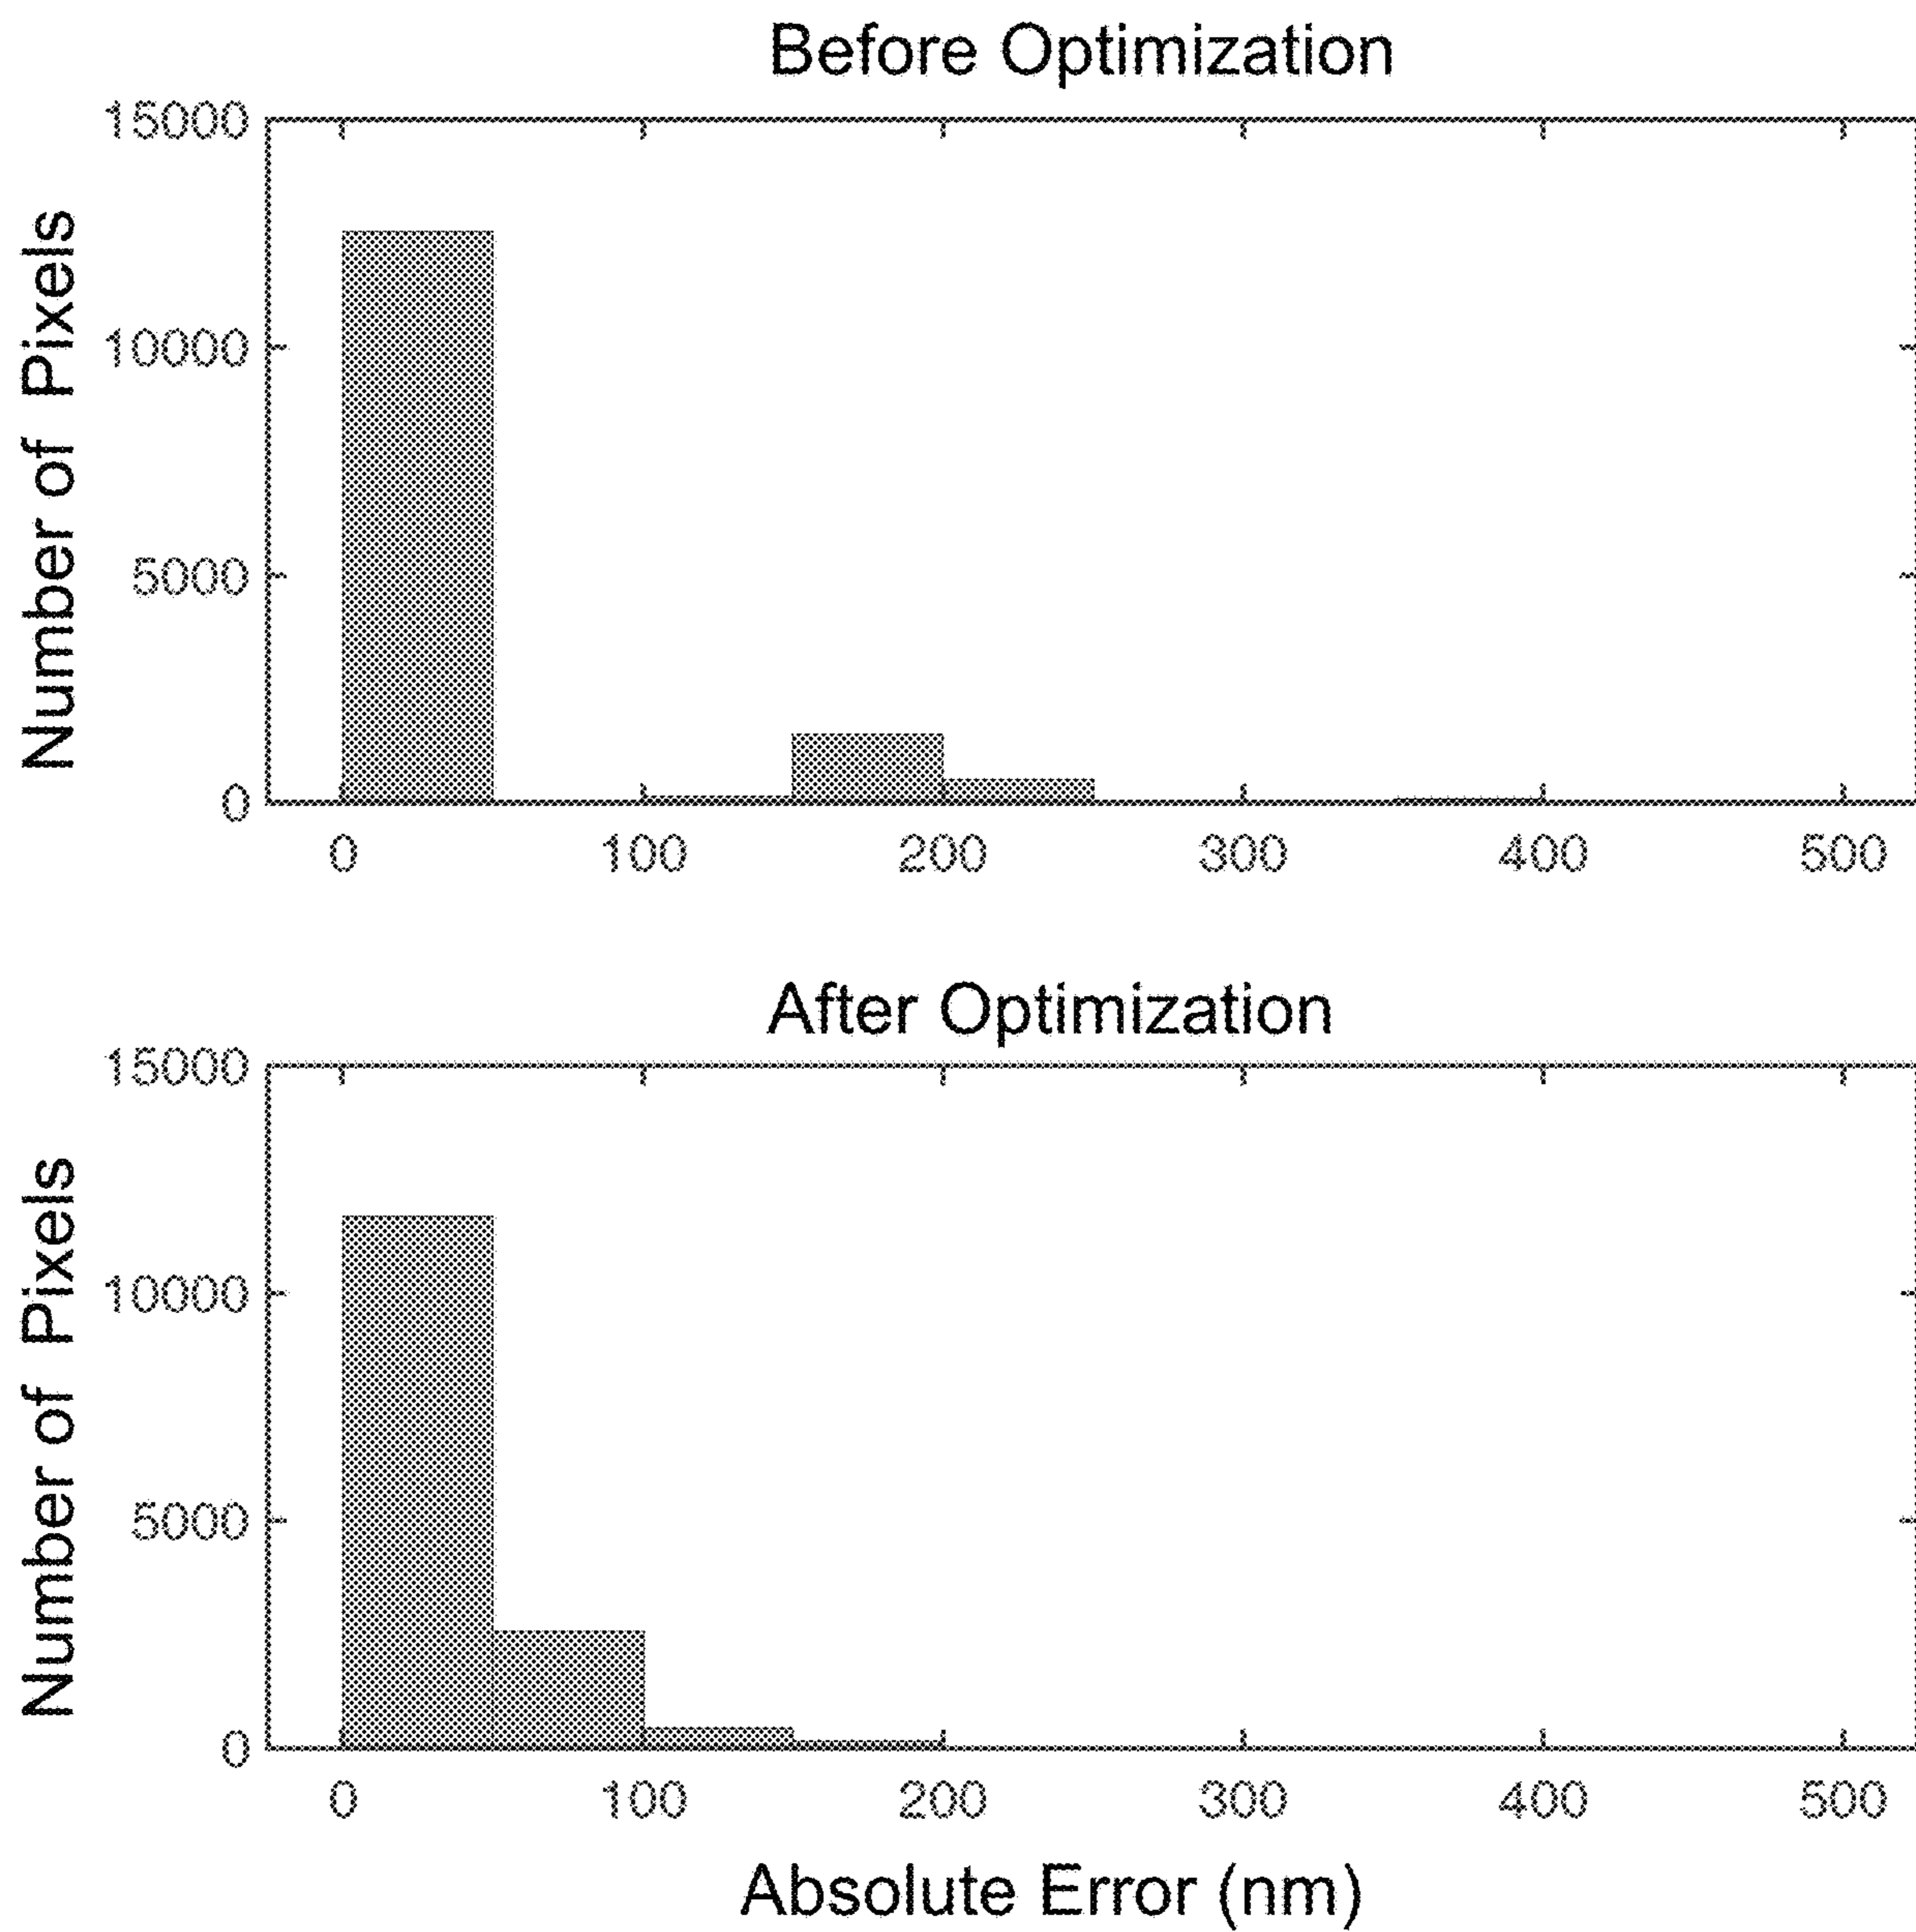 Before Optimization
15000
10000
5000
0
Number of Pixels
0 100 200 300 400 500
After Optimization
15000
10000
5000
0
Number of Pixels
0 100 200 300 400 500
Absolute Error (nm)